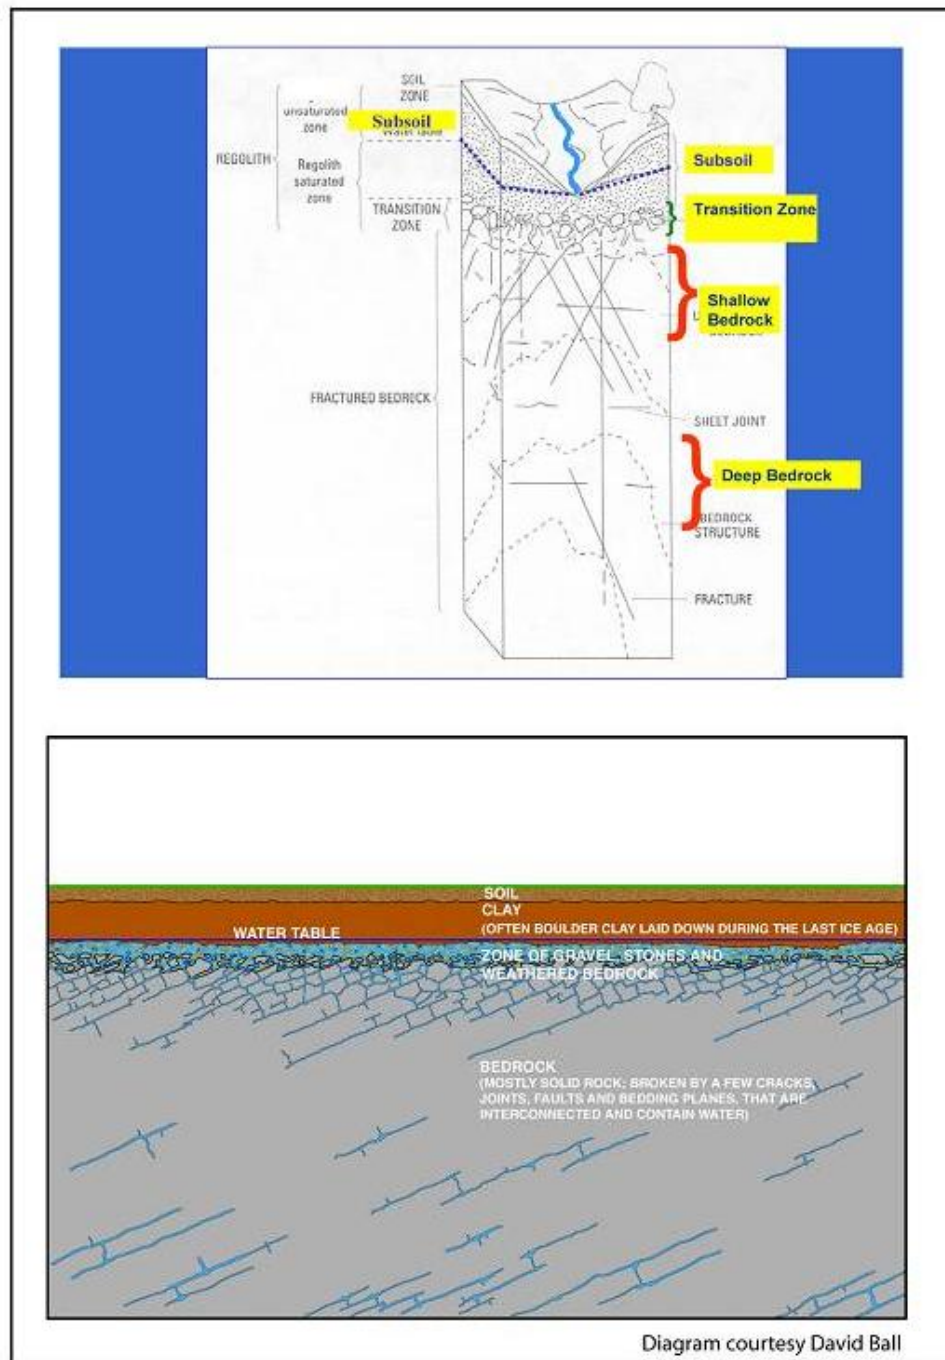 SOIL
ZONE
unsaturated
zone
Subsoil
REGOLITH
Regolith
saturated
zone
TRANSITION
ZONE
Subsoil
Transition Zone
Shallow
Bedrock
FRACTURED BEDROCK
SHEET JOINT
Deep Bedrock
BEDROCK
STRUCTURE
FRACTURE
SOIL
CLAY
(OFTEN BOULDER CLAY LAID DOWN DURING THE LAST ICE AGE)
WATER TABLE
ZONE OF GRAVEL, STONES AND
WEATHERED BEDROCK
BEDROCK
(MOSTLY SOLID ROCK; BROKEN BY A FEW CRACKS,
JOINTS, FAULTS AND BEDDING PLANES, THAT ARE
INTERCONNECTED AND CONTAIN WATER)
Diagram courtesy David Ball